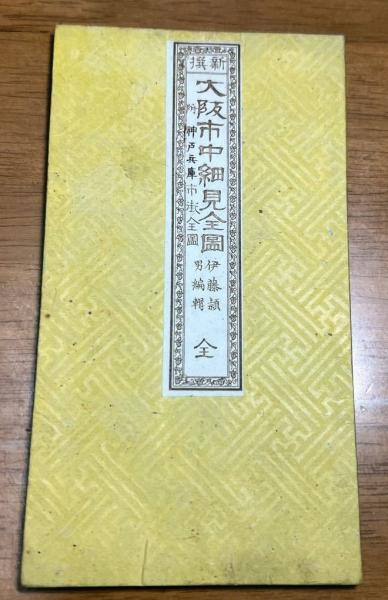 新撰
大阪市中細見全圖
附 神戸兵庫市街全圖
伊藤頴
男編輯
全